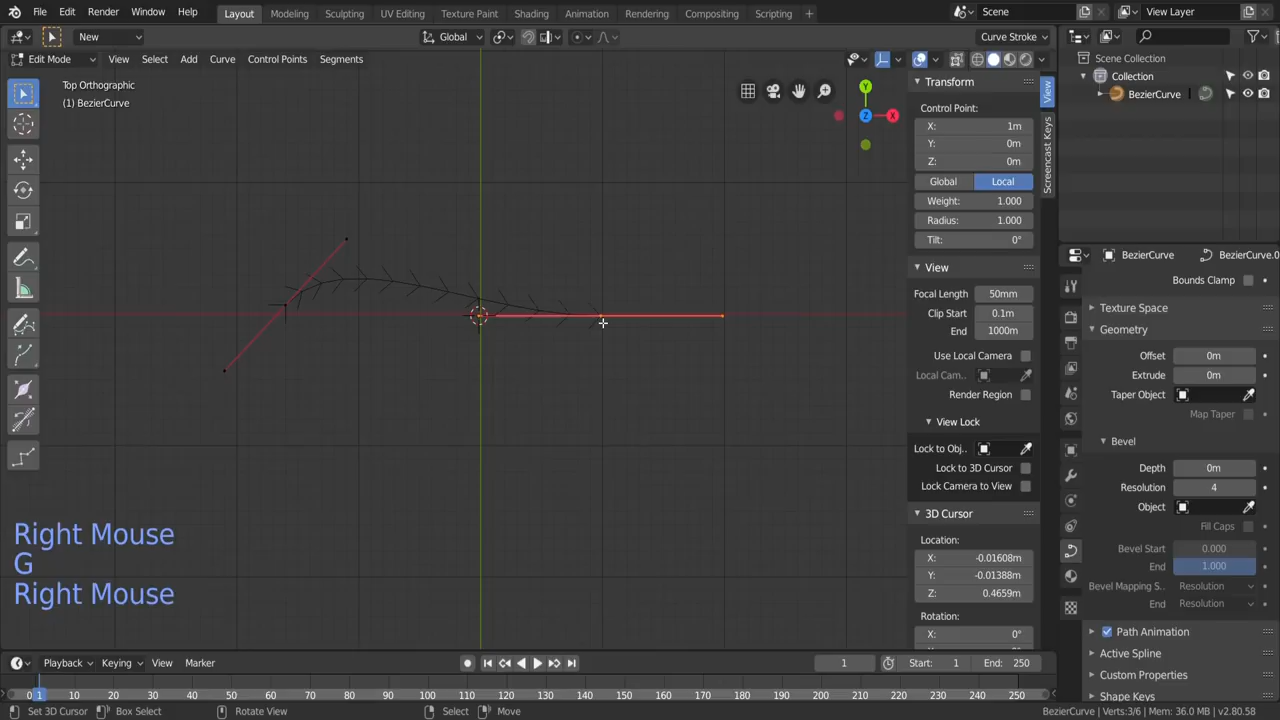 File Edit Render Window Help
Layout Modeling Sculpting UV Editing Texture Paint Shading Animation Rendering Compositing Scripting +
Scene
View Layer
New
Global
Curve Stroke
Edit Mode View Select Add Curve Control Points Segments
Top Orthographic
(1) BezierCurve
Y
Z
X
Right Mouse
G
Right Mouse
Transform
Control Point:
X: 1m
Y: 0m
Z: 0m
Global Local
Weight: 1.000
Radius: 1.000
Tilt: 0°
View
Focal Length 50mm
Clip Start 0.1m
End 1000m
Use Local Camera
Local Cam..
Render Region
View Lock
Lock to Obj..
Lock to 3D Cursor
Lock Camera to View
3D Cursor
Location:
X: -0.01608m
Y: -0.01388m
Z: 0.4659m
Rotation:
X: 0°
View
Screencast Keys
Scene Collection
Collection
BezierCurve
BezierCurve BezierCurve.0
Bounds Clamp
Texture Space
Geometry
Offset 0m
Extrude 0m
Taper Object
Map Taper
Bevel
Depth 0m
Resolution 4
Object
Fill Caps
Bevel Start 0.000
End 1.000
Bevel Mapping S.. Resolution
End Resolution
Path Animation
Active Spline
Custom Properties
Shape Keys
Playback Keying View Marker
1
Start: 1
End: 250
0 1 10 20 30 40 50 60 70 80 90 100 110 120 130 140 150 160 170 180 190 200 210 220 230 240 250
Set 3D Cursor Box Select Rotate View Select Move
BezierCurve | Verts:3/6 | Mem: 36.0 MB | v2.80.58